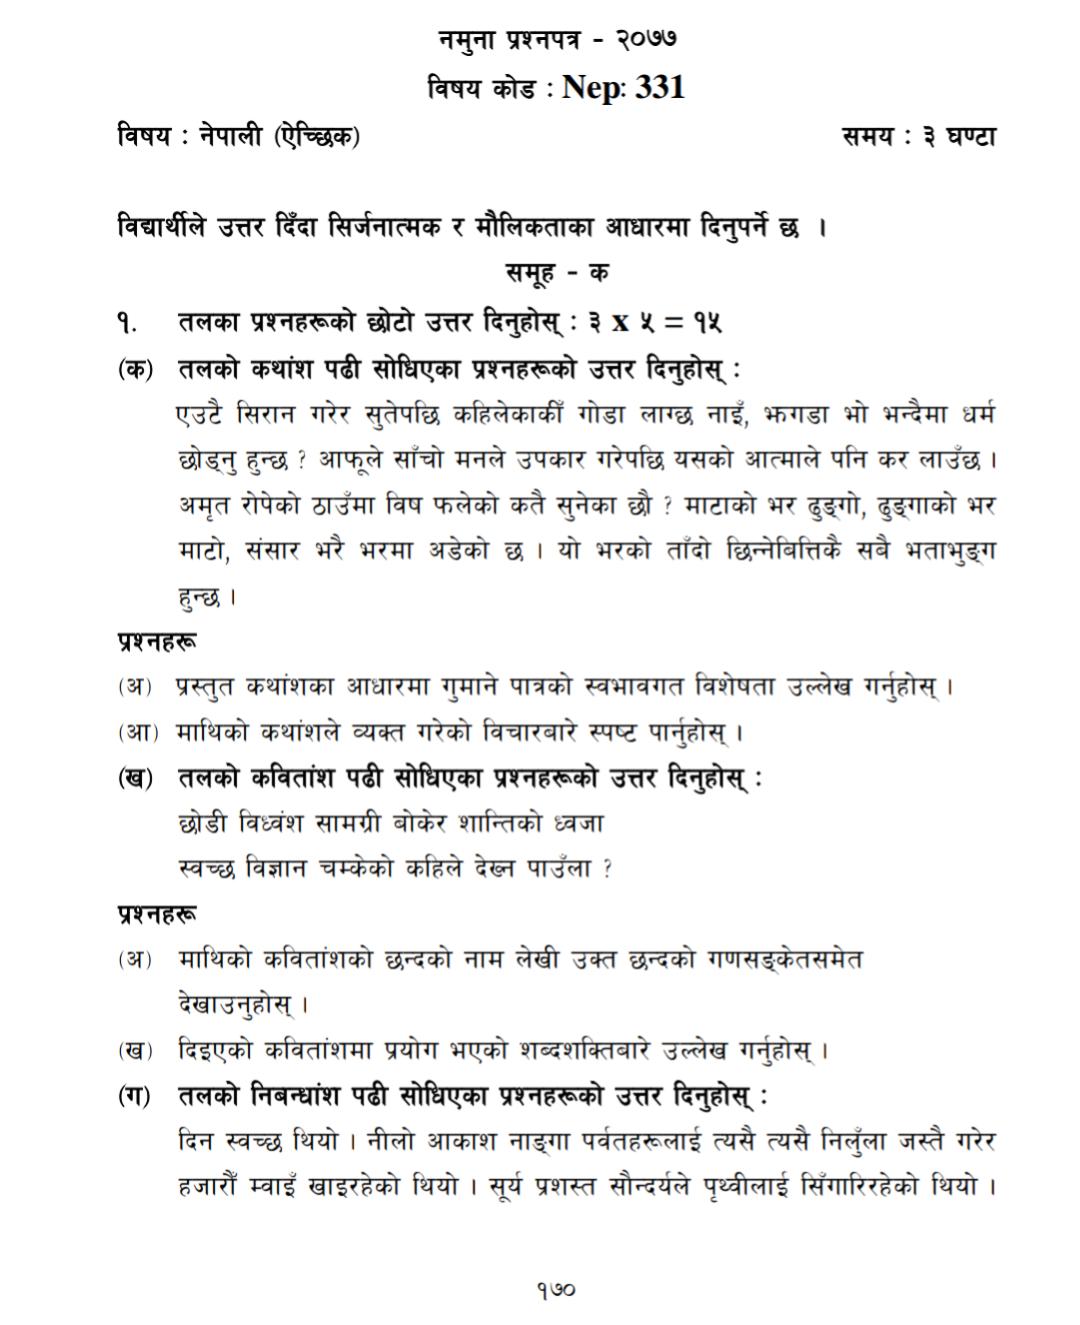 नमुना प्रश्नपत्र - २०७७
विषय कोड : Nep: 331
विषय : नेपाली (ऐच्छिक) समय : ३ घण्टा
विद्यार्थीले उत्तर दिँदा सिर्जनात्मक र मौलिकताका आधारमा दिनुपर्ने छ ।
समूह - क
१. तलका प्रश्नहरूको छोटो उत्तर दिनुहोस् : ३ x ५ = १५
(क) तलको कथांश पढी सोधिएका प्रश्नहरूको उत्तर दिनुहोस् :
एउटै सिरान गरेर सुतेपछि कहिलेकाकीँ गोडा लाग्छ नाइँ, झगडा भो भन्दैमा धर्म
छोड्नु हुन्छ ? आफूले साँचो मनले उपकार गरेपछि यसको आत्माले पनि कर लाउँछ ।
अमृत रोपेको ठाउँमा विष फलेको कतै सुनेका छौ ? माटाको भर ढुङ्गो, ढुङ्गाको भर
माटो, संसार भरै भरमा अडेको छ । यो भरको ताँदो छिन्नेबित्तिकै सबै भताभुङ्ग
हुन्छ ।
प्रश्नहरू
(अ) प्रस्तुत कथांशका आधारमा गुमाने पात्रको स्वभावगत विशेषता उल्लेख गर्नुहोस् ।
(आ) माथिको कथांशले व्यक्त गरेको विचारबारे स्पष्ट पार्नुहोस् ।
(ख) तलको कवितांश पढी सोधिएका प्रश्नहरूको उत्तर दिनुहोस् :
छोडी विध्वंश सामग्री बोकेर शान्तिको ध्वजा
स्वच्छ विज्ञान चम्केको कहिले देख्न पाउँला ?
प्रश्नहरू
(अ) माथिको कवितांशको छन्दको नाम लेखी उक्त छन्दको गणसङ्केतसमेत
देखाउनुहोस् ।
(ख) दिइएको कवितांशमा प्रयोग भएको शब्दशक्तिबारे उल्लेख गर्नुहोस् ।
(ग) तलको निबन्धांश पढी सोधिएका प्रश्नहरूको उत्तर दिनुहोस् :
दिन स्वच्छ थियो । नीलो आकाश नाङ्गा पर्वतहरूलाई त्यसै त्यसै निलुँला जस्तै गरेर
हजारौँ म्वाइँ खाइरहेको थियो । सूर्य प्रशस्त सौन्दर्यले पृथ्वीलाई सिँगारिरहेको थियो ।
१७०